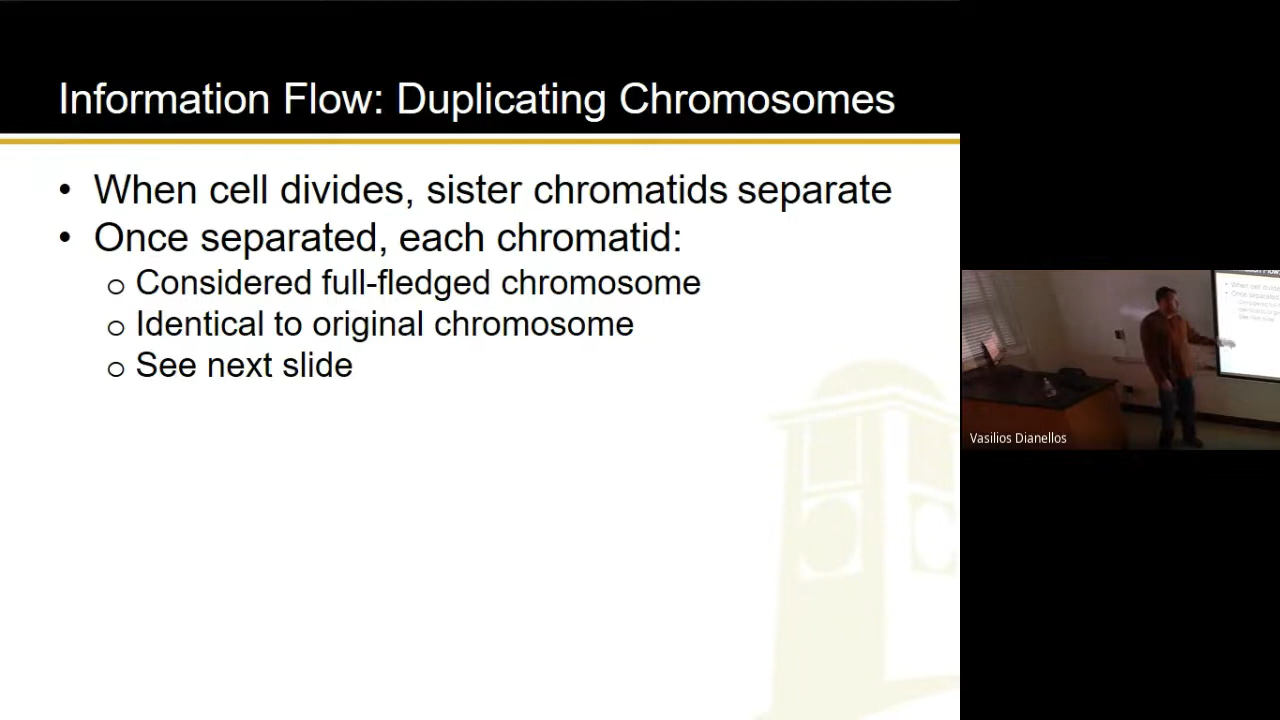 Information Flow: Duplicating Chromosomes
• When cell divides, sister chromatids separate
• Once separated, each chromatid:
o Considered full-fledged chromosome
o Identical to original chromosome
o See next slide
Vasilios Dianellos